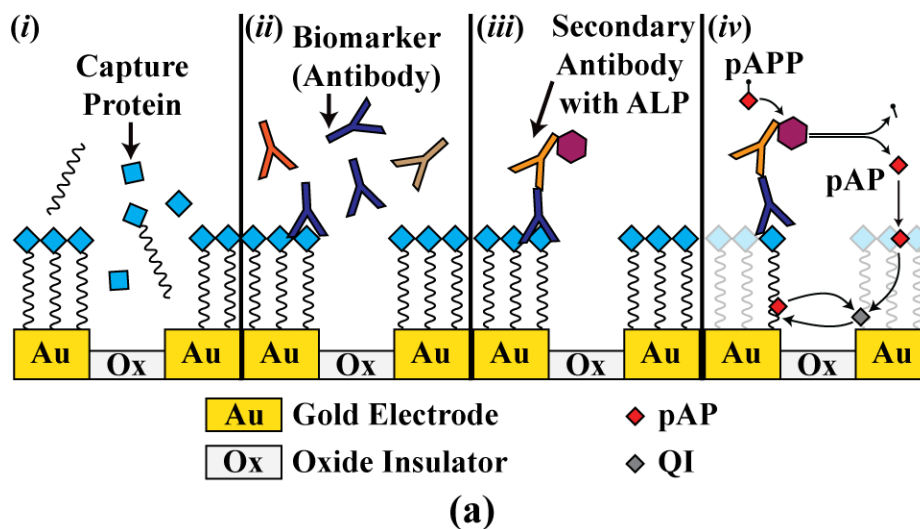 (i)
Capture
Protein
Au
Ox
Au
(ii)
Biomarker
(Antibody)
Au
Ox
Au
(iii)
Secondary
Antibody
with ALP
Au
Ox
Au
(iv)
pAPP
pAP
Au
Ox
Au
Au Gold Electrode
pAP
Ox Oxide Insulator
QI
(a)